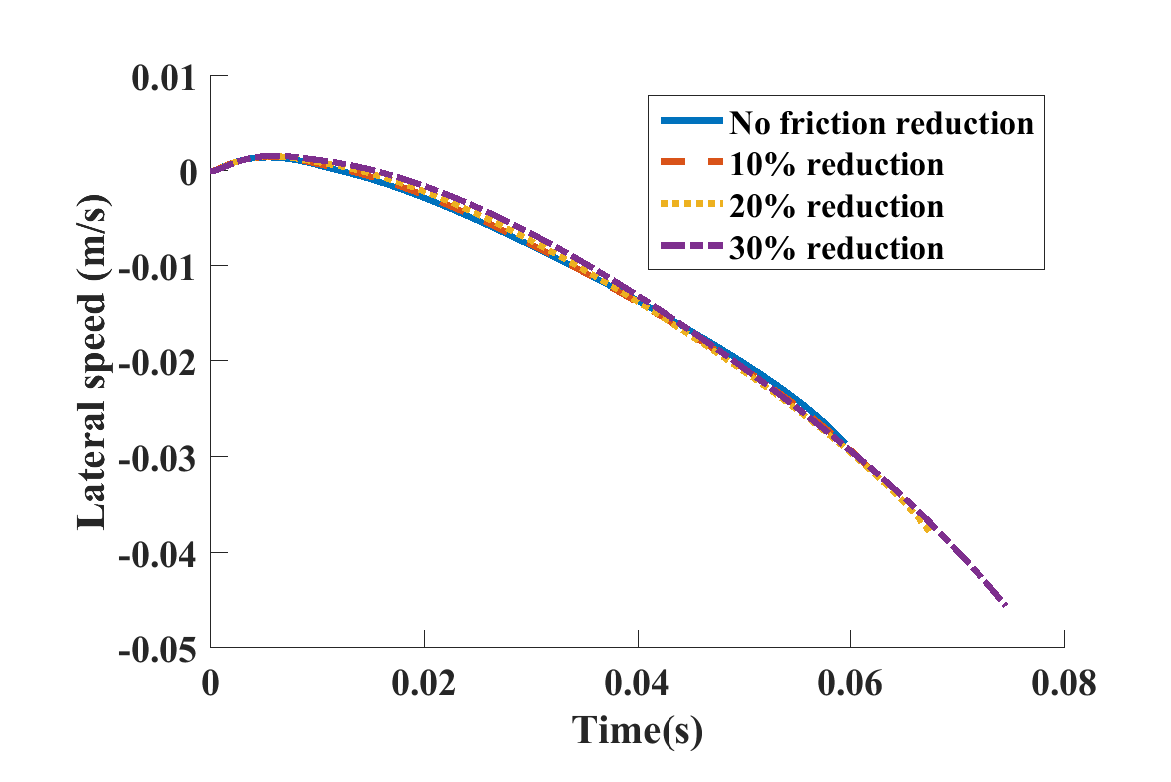 0.01
0
-0.01
-0.02
-0.03
-0.04
-0.05
Lateral speed (m/s)
No friction reduction
10% reduction
20% reduction
30% reduction
0 0.02 0.04 0.06 0.08
Time(s)